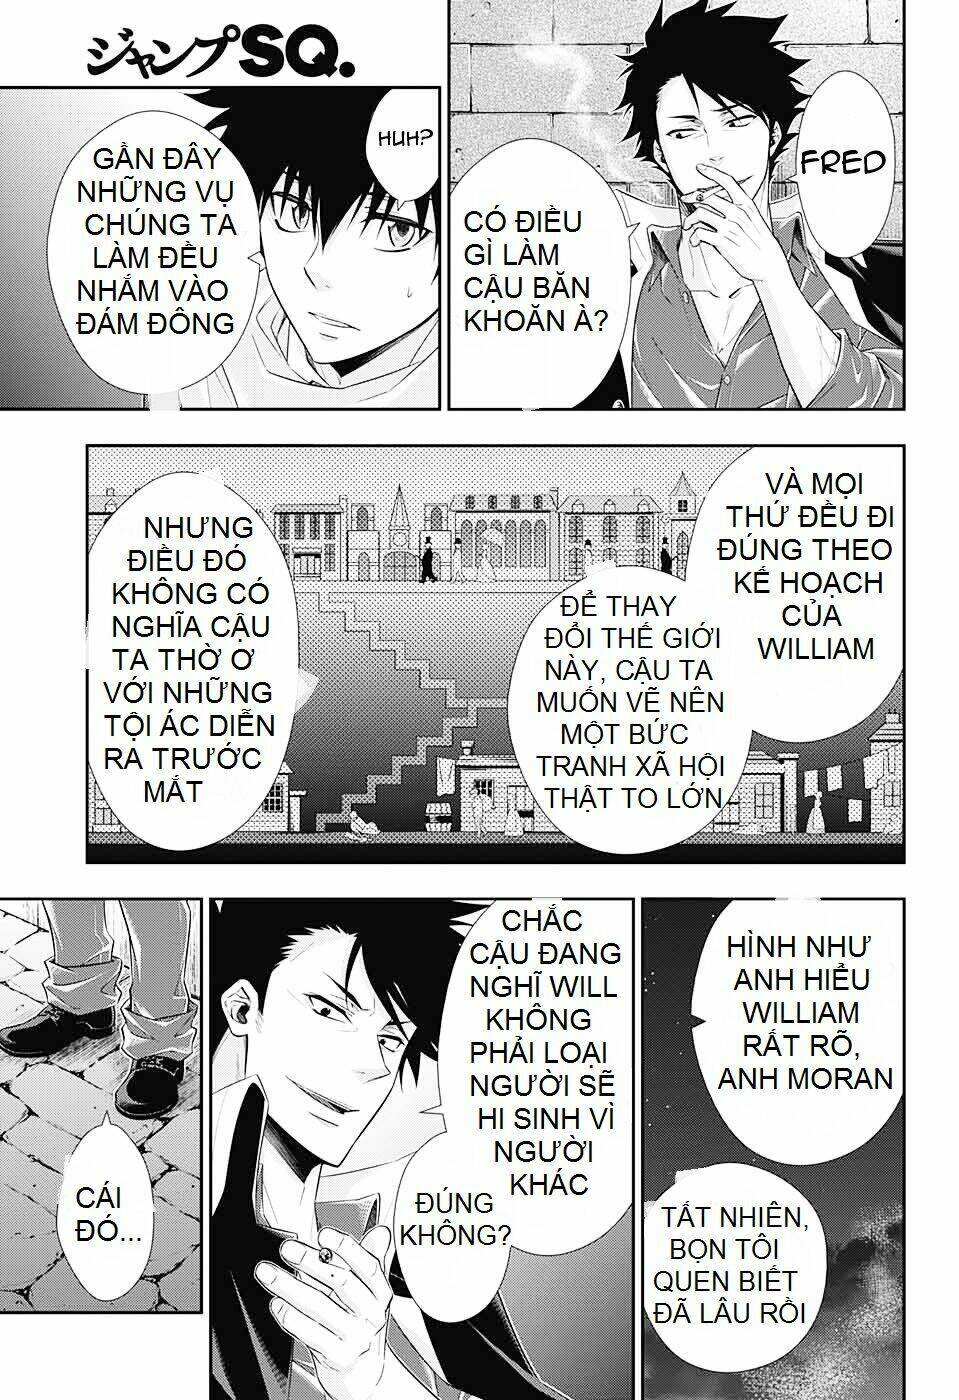 ジャンプSQ.
FRED
CÓ ĐIỀU
GÌ LÀM
CẬU BĂN
KHOĂN À?
HUH?
GẦN ĐÂY
NHỮNG VỤ
CHÚNG TA
LÀM ĐỀU
NHẮM VÀO
ĐÁM ĐÔNG
VÀ MỌI
THỨ ĐỀU ĐI
ĐÚNG THEO
KẾ HOẠCH
CỦA
WILLIAM
ĐỂ THAY
ĐỔI THẾ GIỚI
NÀY, CẬU TA
MUỐN VẼ NÊN
MỘT BỨC
TRANH XÃ HỘI
THẬT TO LỚN
NHƯNG
ĐIỀU ĐÓ
KHÔNG CÓ
NGHĨA CẬU
TA THỜ Ơ
VỚI NHỮNG
TỘI ÁC DIỄN
RA TRƯỚC
MẮT
HÌNH NHƯ
ANH HIỂU
WILLIAM
RẤT RÕ,
ANH MORAN
TẤT NHIÊN,
BỌN TÔI
QUEN BIẾT
ĐÃ LÂU RỒI
CHẮC
CẬU ĐANG
NGHĨ WILL
KHÔNG
PHẢI LOẠI
NGƯỜI SẼ
HI SINH VÌ
NGƯỜI
KHÁC
ĐÚNG
KHÔNG?
CÁI
ĐÓ...